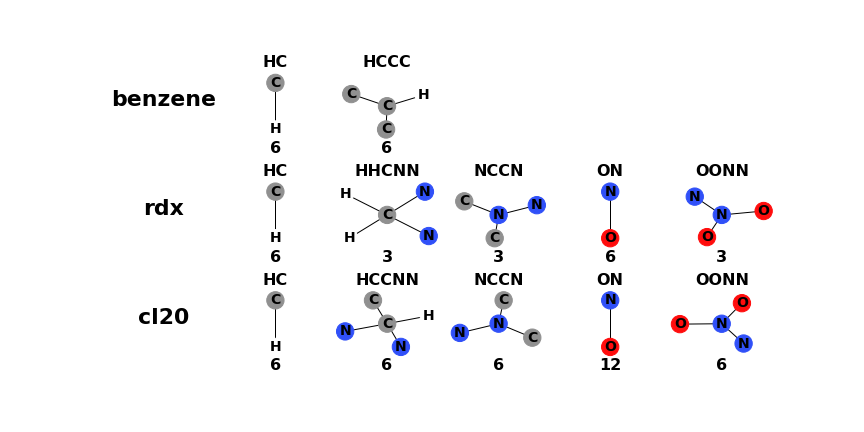 HC HCCC
benzene
C H
C C H C
6 6
HC HHCNN NCCN ON OONN
rdx
C H
H N C H N
C N N C
N O
N N O O
6 3 3 6 3
HC HCCNN NCCN ON OONN
cl20
C H
C H C N N
C N N C
N O
O O N N
6 6 6 12 6